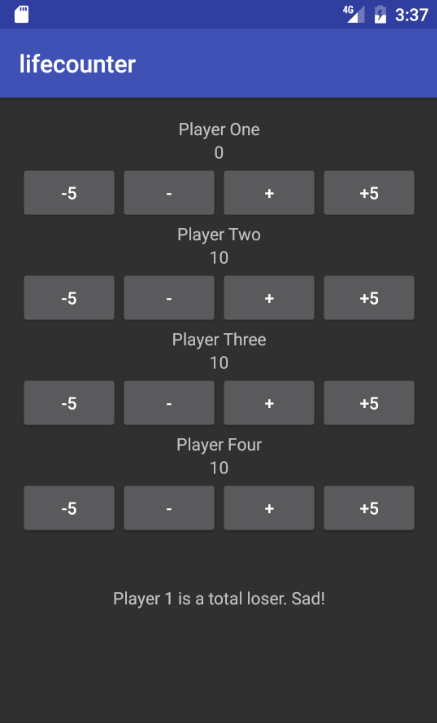 4G 3:37
lifecounter
Player One
0
-5 - + +5
Player Two
10
-5 - + +5
Player Three
10
-5 - + +5
Player Four
10
-5 - + +5
Player 1 is a total loser. Sad!